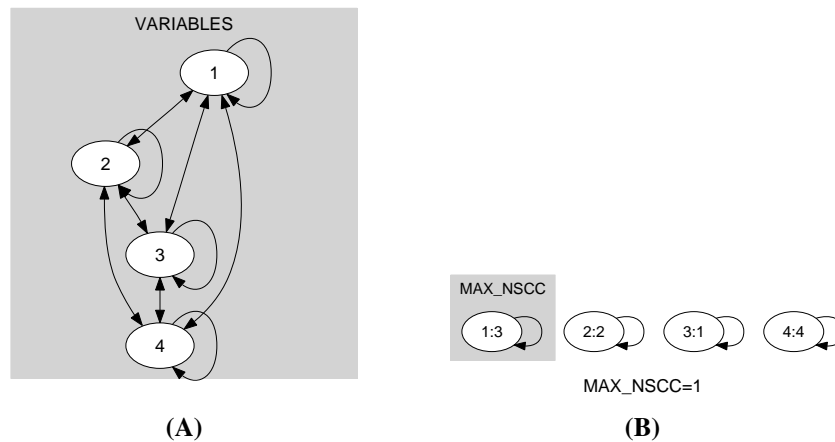 VARIABLES
1
2
3
4
MAX_NSCC
1:3 2:2 3:1 4:4
MAX_NSCC=1
(A) (B)